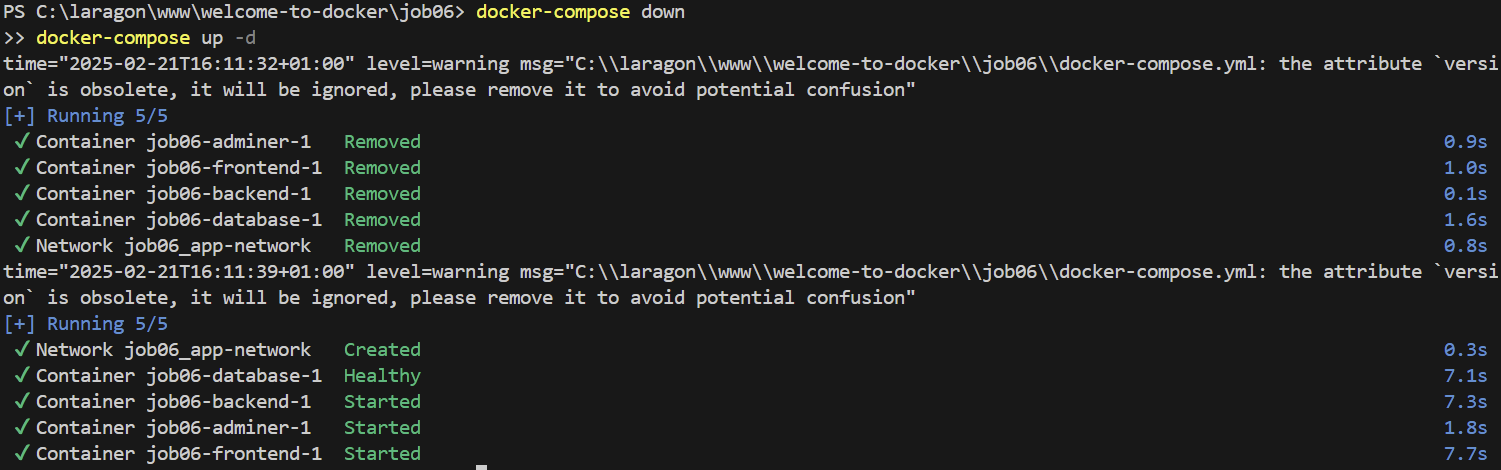 PS C:\laragon\www\welcome-to-docker\job06> docker-compose down
>> docker-compose up -d
time="2025-02-21T16:11:32+01:00" level=warning msg="C:\\laragon\\www\\welcome-to-docker\\job06\\docker-compose.yml: the attribute `versi
on` is obsolete, it will be ignored, please remove it to avoid potential confusion"
[+] Running 5/5
✓ Container job06-adminer-1 Removed 0.9s
✓ Container job06-frontend-1 Removed 1.0s
✓ Container job06-backend-1 Removed 0.1s
✓ Container job06-database-1 Removed 1.6s
✓ Network job06_app-network Removed 0.8s
time="2025-02-21T16:11:39+01:00" level=warning msg="C:\\laragon\\www\\welcome-to-docker\\job06\\docker-compose.yml: the attribute `versi
on` is obsolete, it will be ignored, please remove it to avoid potential confusion"
[+] Running 5/5
✓ Network job06_app-network Created 0.3s
✓ Container job06-database-1 Healthy 7.1s
✓ Container job06-backend-1 Started 7.3s
✓ Container job06-adminer-1 Started 1.8s
✓ Container job06-frontend-1 Started 7.7s